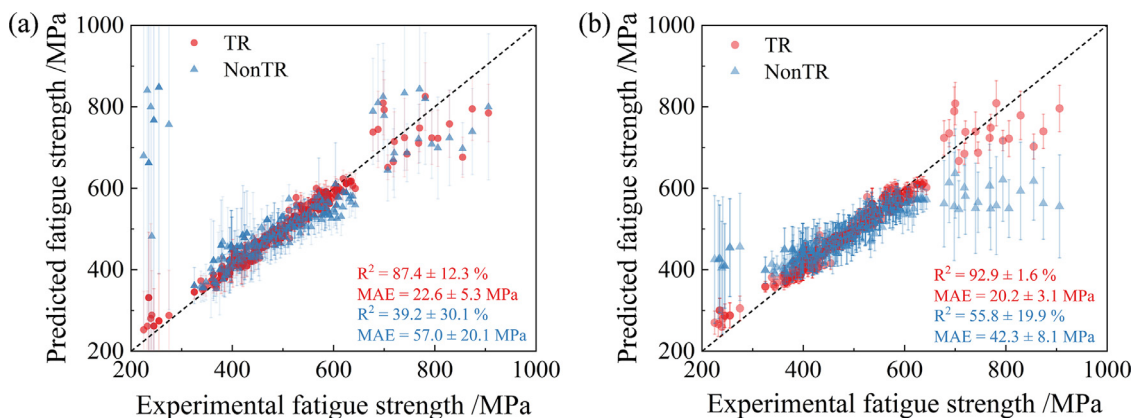 (a)
1000
800
600
400
200
Predicted fatigue strength /MPa
TR
NonTR
R² = 87.4 ± 12.3 %
MAE = 22.6 ± 5.3 MPa
R² = 39.2 ± 30.1 %
MAE = 57.0 ± 20.1 MPa
200 400 600 800 1000
Experimental fatigue strength /MPa
(b)
1000
800
600
400
200
Predicted fatigue strength /MPa
TR
NonTR
R² = 92.9 ± 1.6 %
MAE = 20.2 ± 3.1 MPa
R² = 55.8 ± 19.9 %
MAE = 42.3 ± 8.1 MPa
200 400 600 800 1000
Experimental fatigue strength /MPa